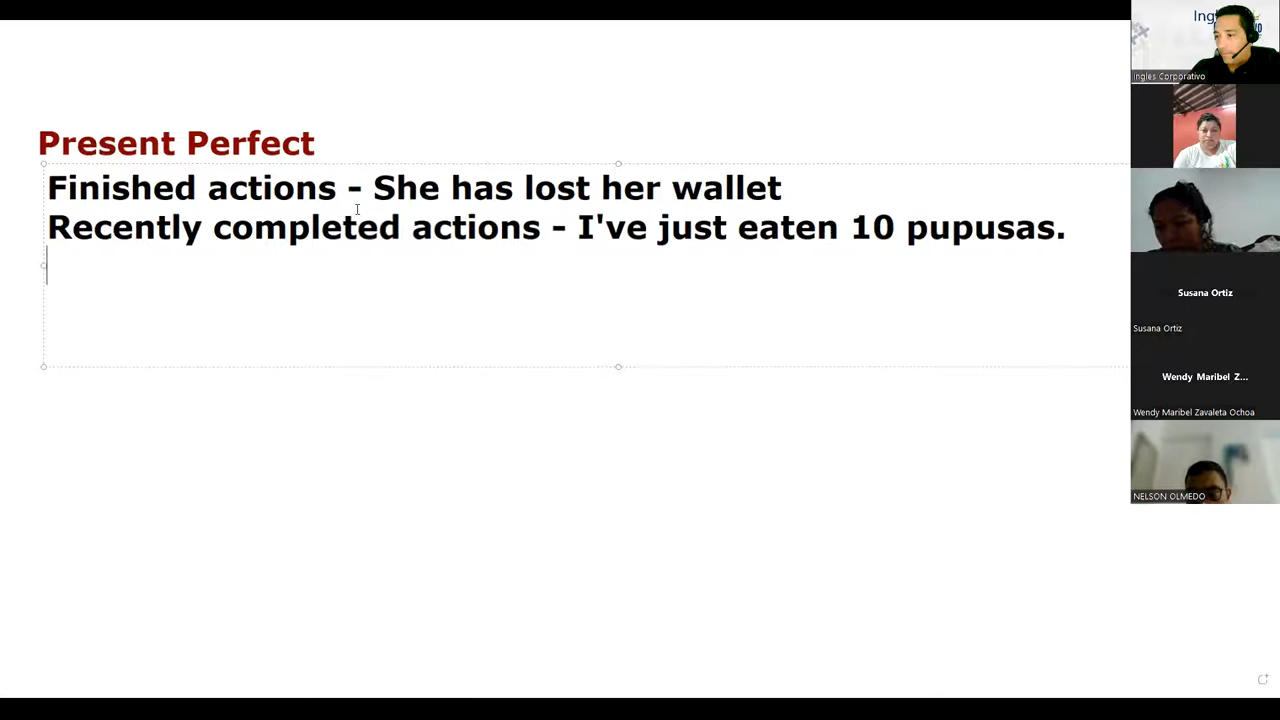 Present Perfect
Finished actions - She has lost her wallet
Recently completed actions - I've just eaten 10 pupusas.
Ingles Corporativo
Susana Ortiz
Susana Ortiz
Wendy Maribel Z...
Wendy Maribel Zavaleta Ochoa
NELSON OLMEDO